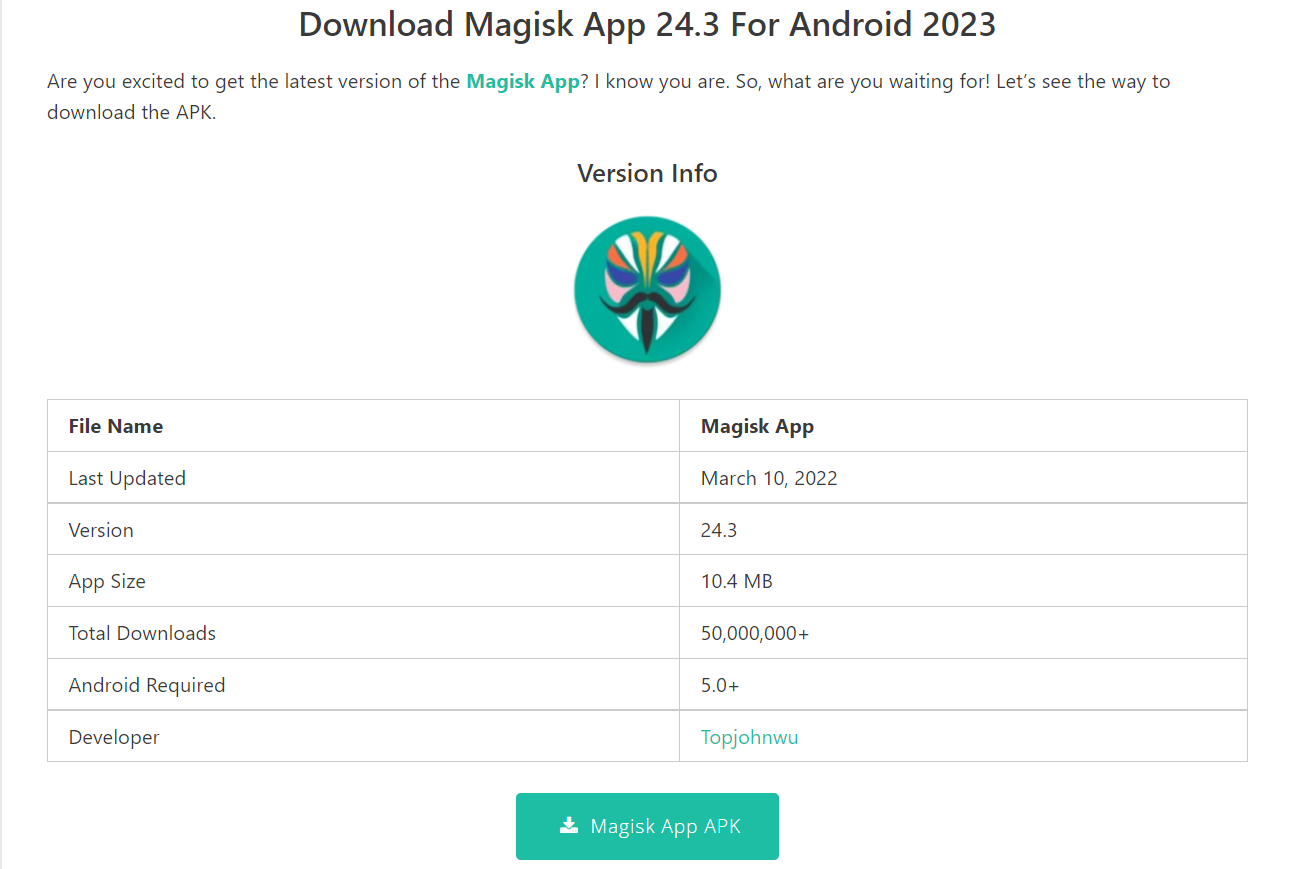 Download Magisk App 24.3 For Android 2023
Are you excited to get the latest version of the Magisk App? I know you are. So, what are you waiting for! Let’s see the way to
download the APK.
Version Info
File Name Magisk App
Last Updated March 10, 2022
Version 24.3
App Size 10.4 MB
Total Downloads 50,000,000+
Android Required 5.0+
Developer Topjohnwu
Magisk App APK